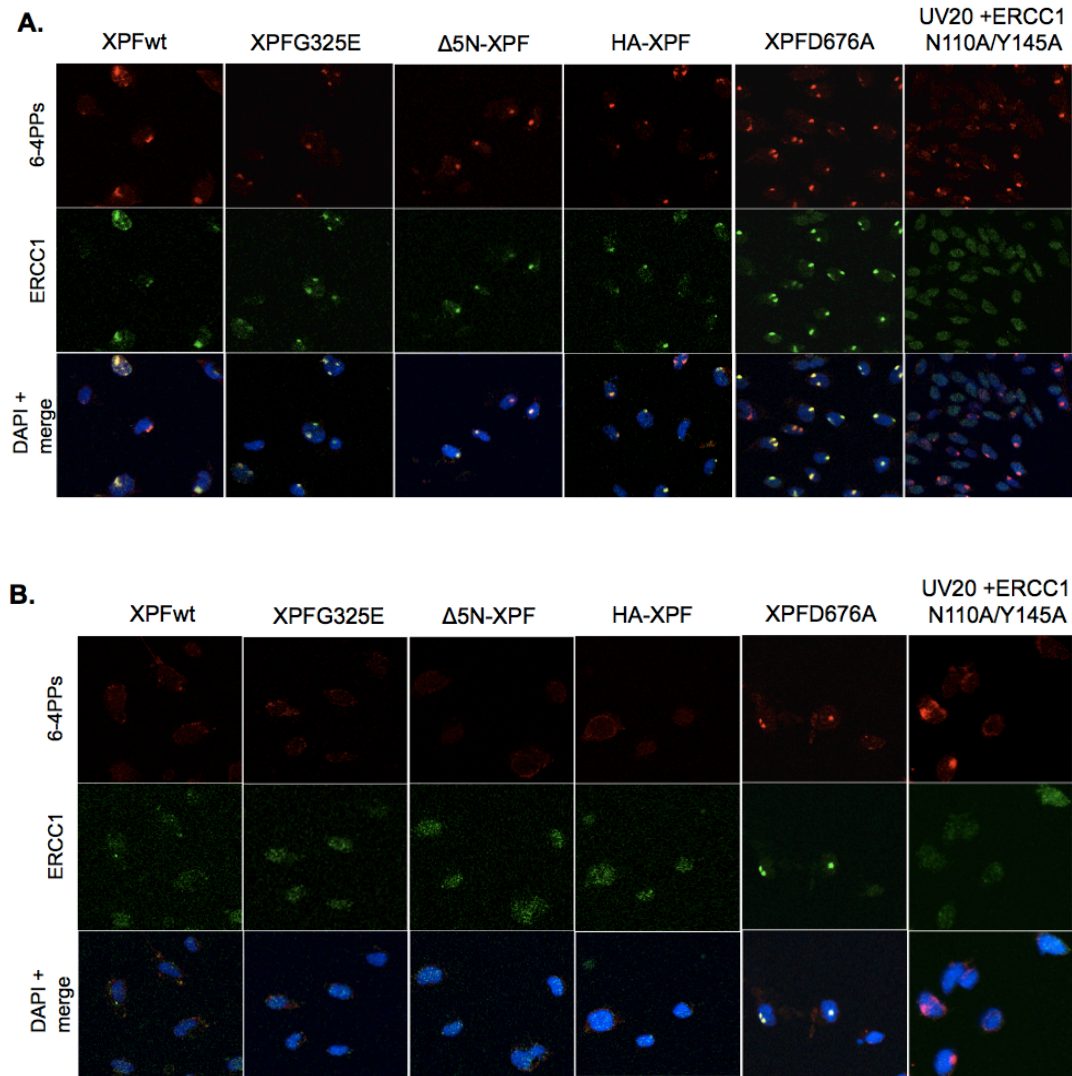 A.
XPFwt
XPFG325E
Δ5N-XPF
HA-XPF
XPFD676A
UV20 +ERCC1
N110A/Y145A
6-4PPs
ERCC1
DAPI +
merge
B.
XPFwt
XPFG325E
Δ5N-XPF
HA-XPF
XPFD676A
UV20 +ERCC1
N110A/Y145A
6-4PPs
ERCC1
DAPI +
merge